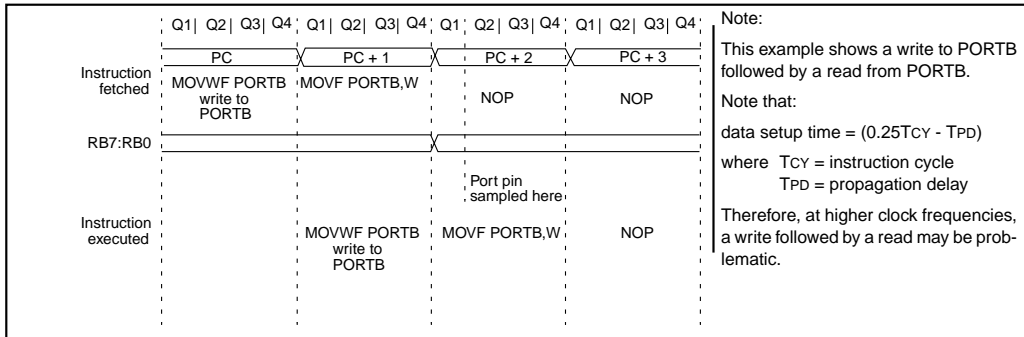 Q1| Q2| Q3| Q4 Q1| Q2| Q3| Q4 Q1| Q2| Q3| Q4 Q1| Q2| Q3| Q4
PC PC + 1 PC + 2 PC + 3
Instruction
fetched
MOVWF PORTB
write to
PORTB
MOVF PORTB,W
NOP
NOP
RB7:RB0
Port pin
sampled here
Instruction
executed
MOVWF PORTB
write to
PORTB
MOVF PORTB,W
NOP
Note:
This example shows a write to PORTB
followed by a read from PORTB.
Note that:
data setup time = (0.25TCY - TPD)
where TCY = instruction cycle
TPD = propagation delay
Therefore, at higher clock frequencies,
a write followed by a read may be prob-
lematic.